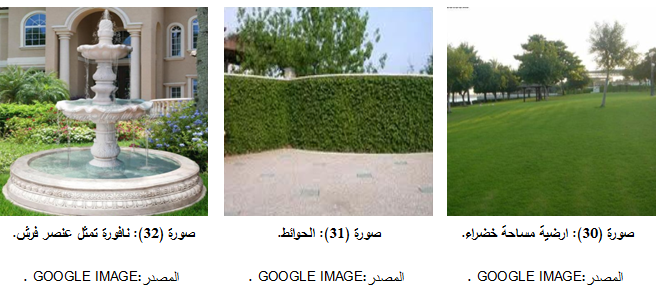 صورة (30): ارضية مساحة خضراء.
المصدر:GOOGLE IMAGE .
صورة (31): الحوائط.
المصدر:GOOGLE IMAGE .
صورة (32): نافورة تمثل عنصر فرش.
المصدر:GOOGLE IMAGE .